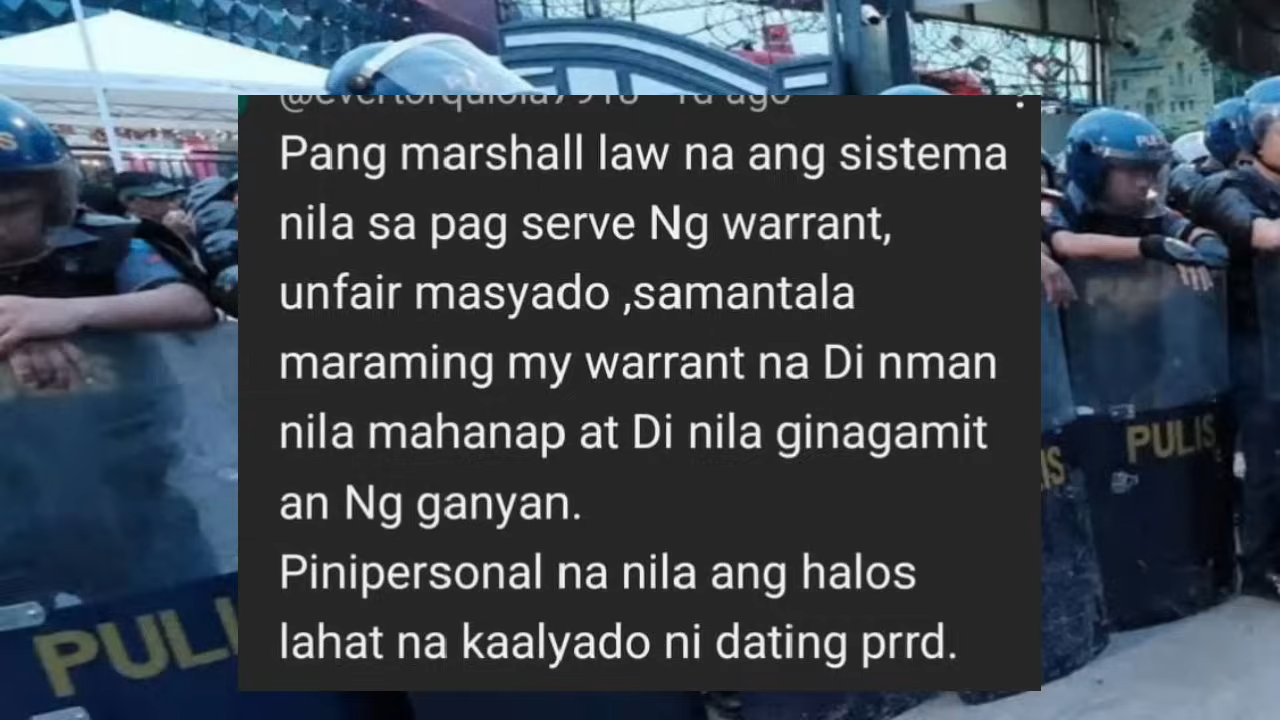 Pang marshall law na ang sistema
nila sa pag serve Ng warrant,
unfair masyado ,samantala
maraming my warrant na Di nman
nila mahanap at Di nila ginagamit
an Ng ganyan.
Pinipersonal na nila ang halos
lahat na kaalyado ni dating prrd.
PULIS